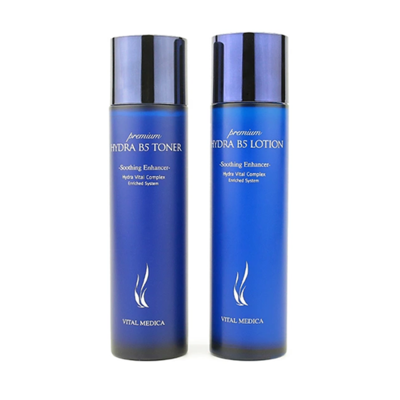 premium
HYDRA B5 TONER
-Soothing Enhancer-
Hydra Vital Complex
Enriched System
VITAL MEDICA
premium
HYDRA B5 LOTION
-Soothing Enhancer-
Hydra Vital Complex
Enriched System
VITAL MEDICA